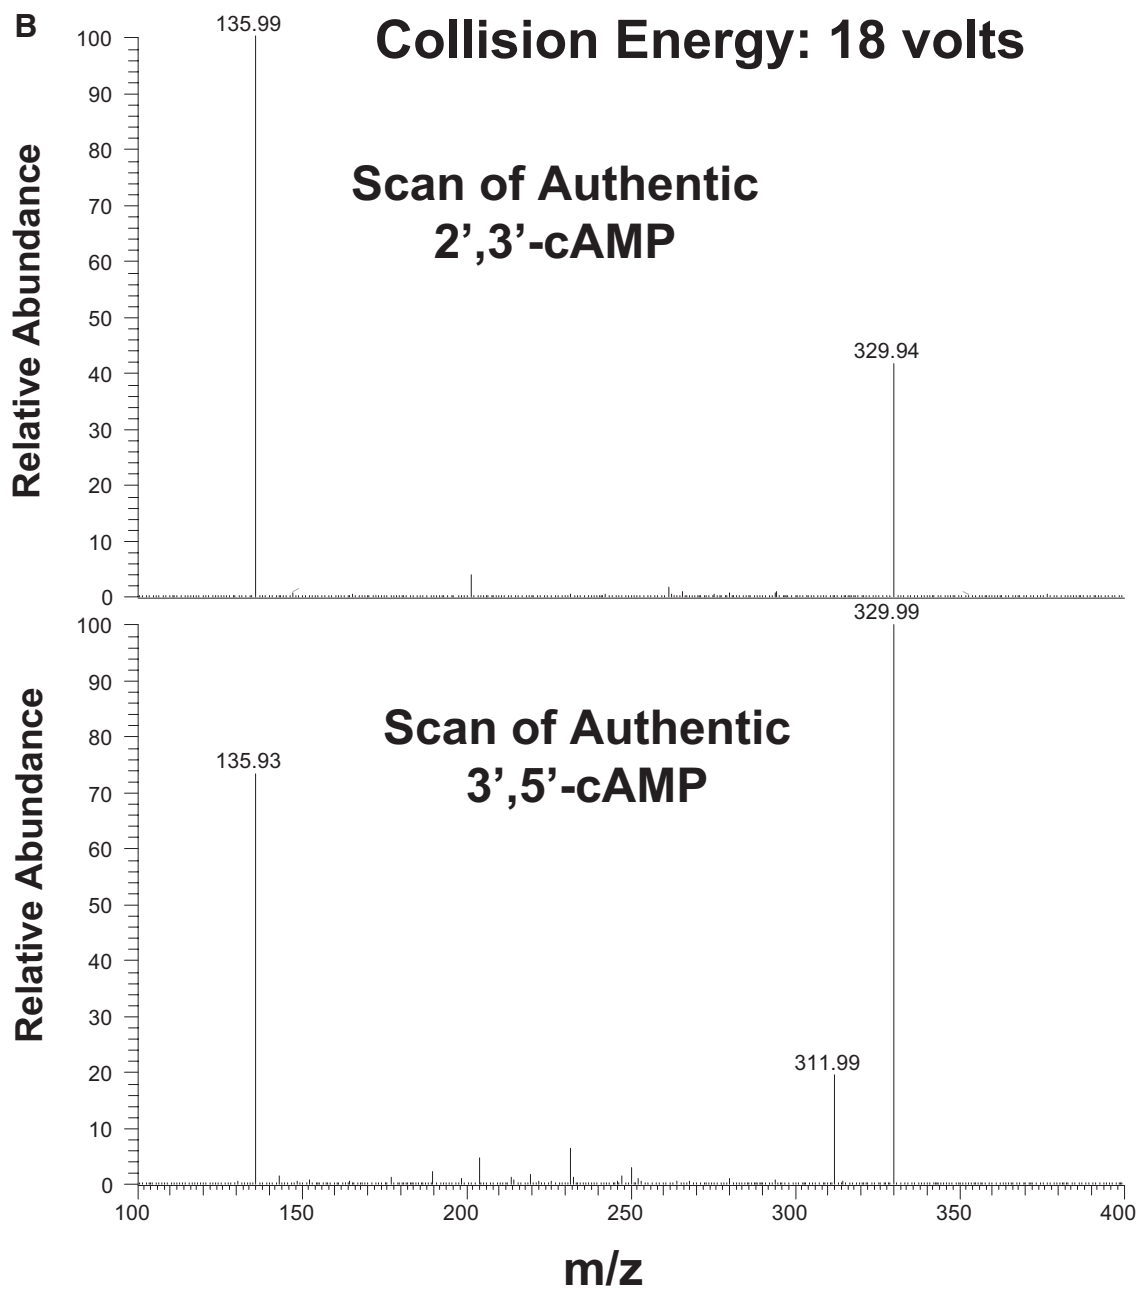 B
Collision Energy: 18 volts
135.99
100
90
80
70
60
50
40
30
20
10
0
Relative Abundance
Scan of Authentic
2’,3’-cAMP
329.94
329.99
100
90
80
70
60
50
40
30
20
10
0
Relative Abundance
Scan of Authentic
3’,5’-cAMP
135.93
311.99
100 150 200 250 300 350 400
m/z